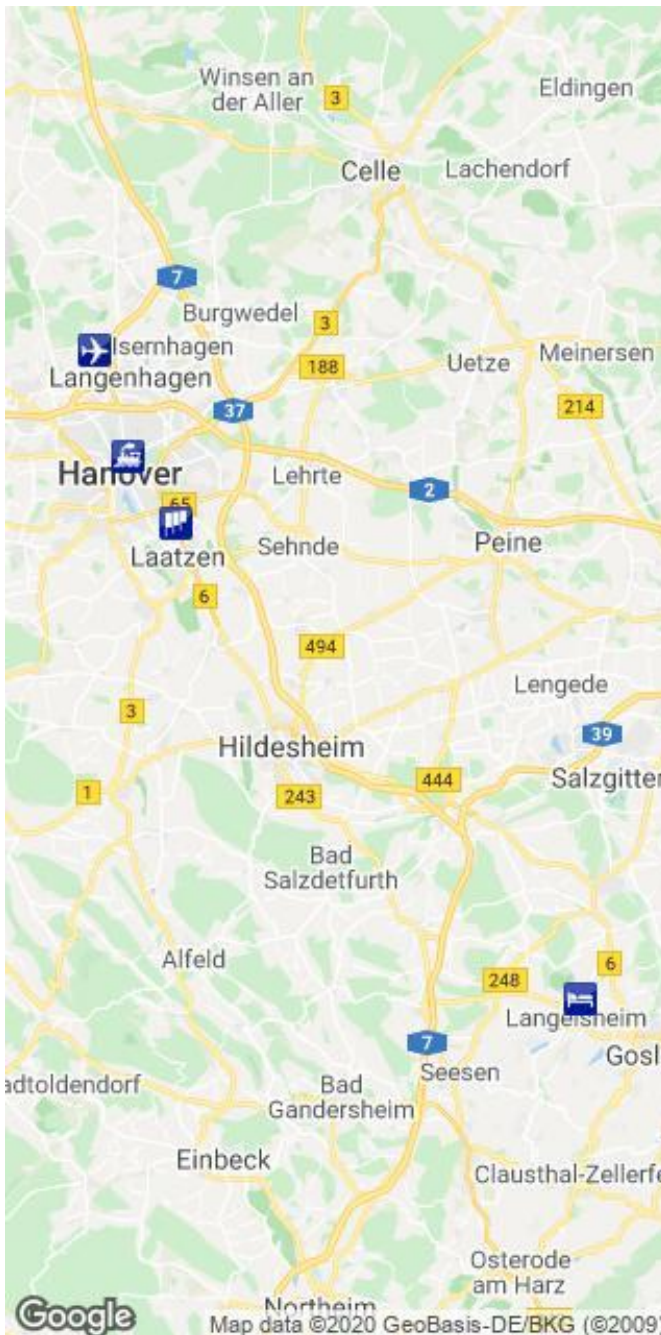 Winsen an
der Aller
3
Eldingen
Celle
Lachendorf
7
Burgwedel
3
Isernhagen
Langenhagen
188
Uetze
Meinersen
37
214
Hanover
Lehrte
2
65
Laatzen
Sehnde
Peine
6
494
Lengede
3
39
Hildesheim
444
Salzgitter
1
243
Bad
Salzdetfurth
Alfeld
6
248
Langelsheim
7
Gosl
Seesen
adtoldendorf
Bad
Gandersheim
Einbeck
Clausthal-Zellerfe
Osterode
am Harz
Northeim
Google
Map data ©2020 GeoBasis-DE/BKG (©2009)